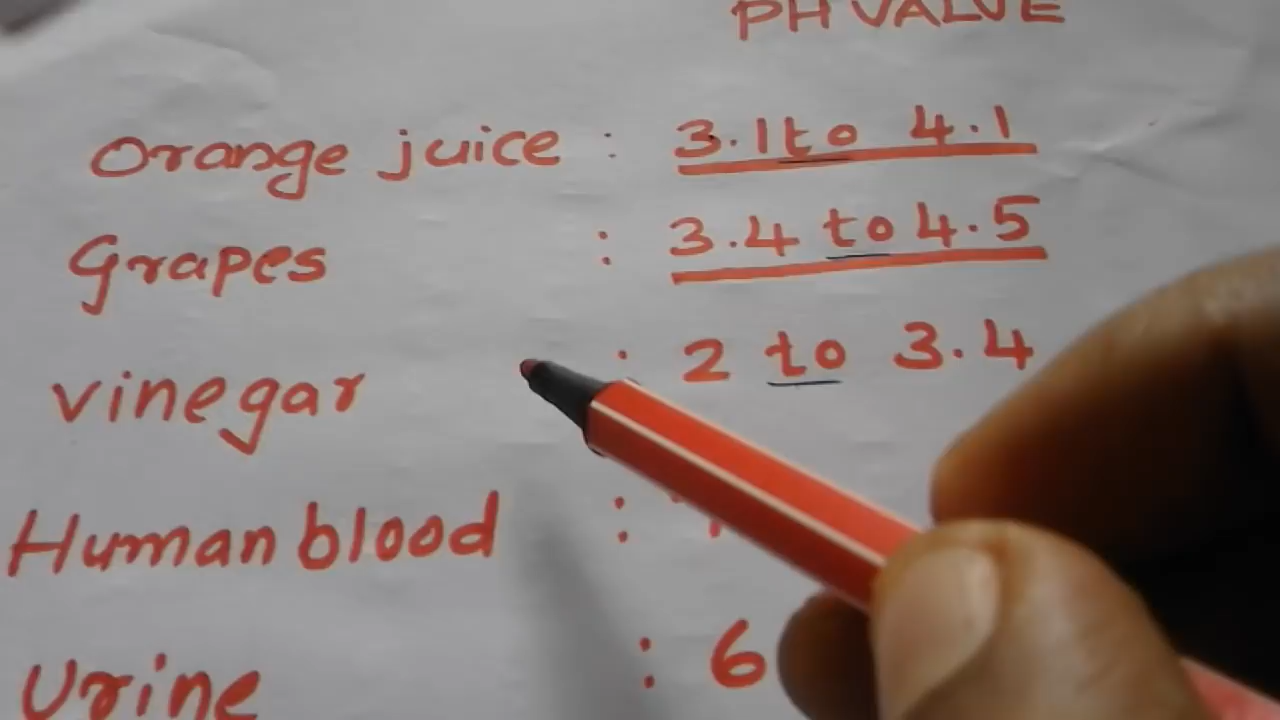 PH VALVE
Orange juice : 3.1 to 4.1
Grapes : 3.4 to 4.5
vinegar : 2 to 3.4
Human blood :
Urine : 6